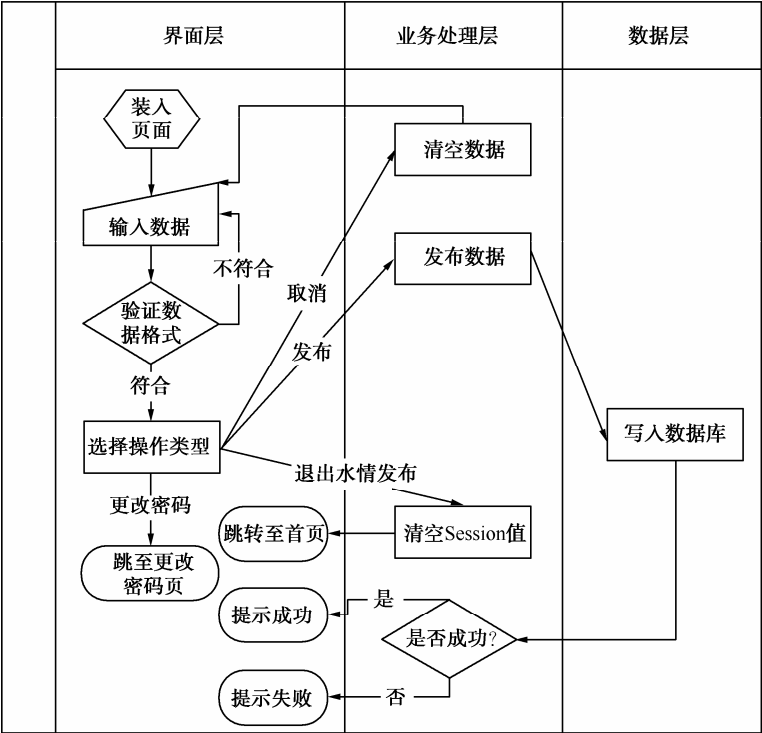 界面层
业务处理层
数据层
装入
页面
清空数据
输入数据
发布数据
不符合
取消
验证数
据格式
发布
符合
选择操作类型
写入数据库
退出水情发布
更改密码
跳转至首页
清空Session值
跳至更改
密码页
是
提示成功
是否成功?
提示失败
否